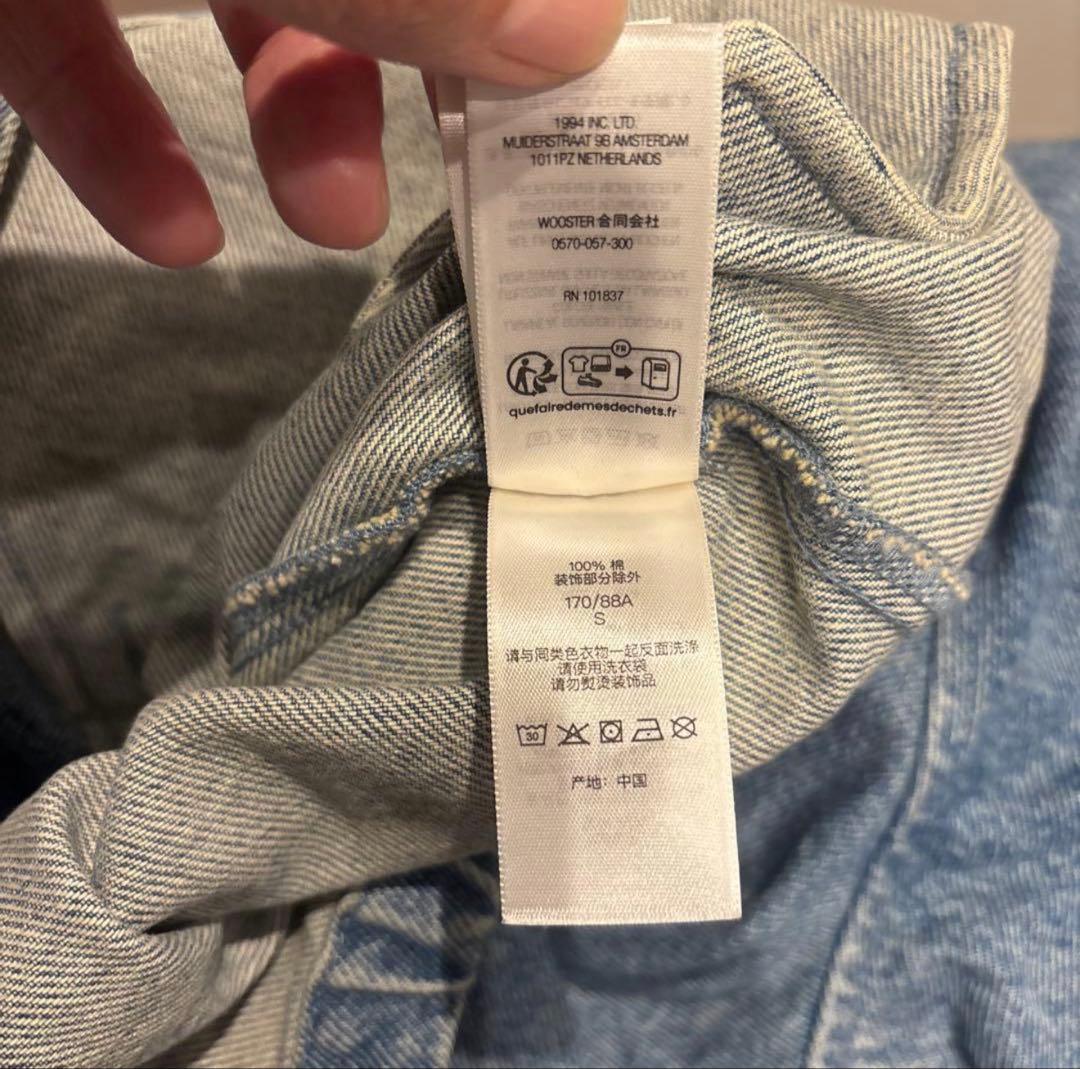 1994 INC. LTD.
MUIDERSTRAAT 9B AMSTERDAM
1011PZ NETHERLANDS
WOOSTER 合同会社
0570-057-300
RN 101837
FR
quefairedemesdechets.fr
100% 棉
装饰部分除外
170/88A
S
请与同类色衣物一起反面洗涤
请使用洗衣袋
请勿熨烫装饰品
30
产地：中国